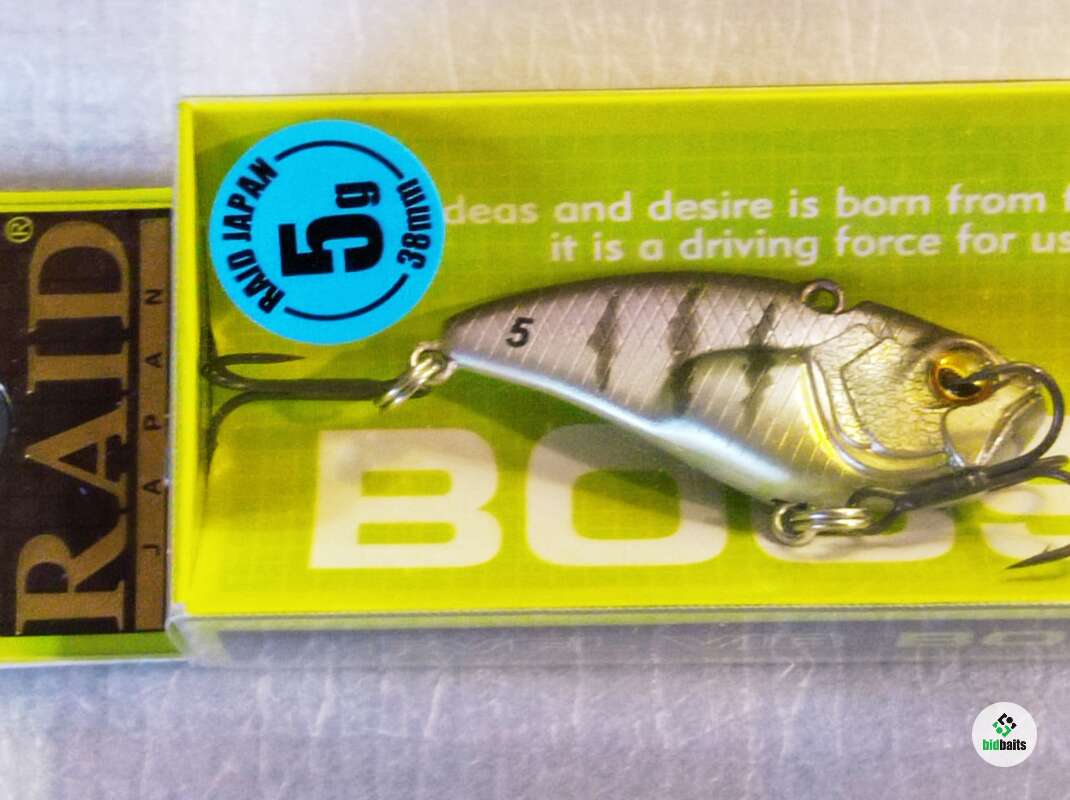 RAID JAPAN
5g
38mm
RAID®
JAPAN
deas and desire is born from
it is a driving force for us
5
bidbaits